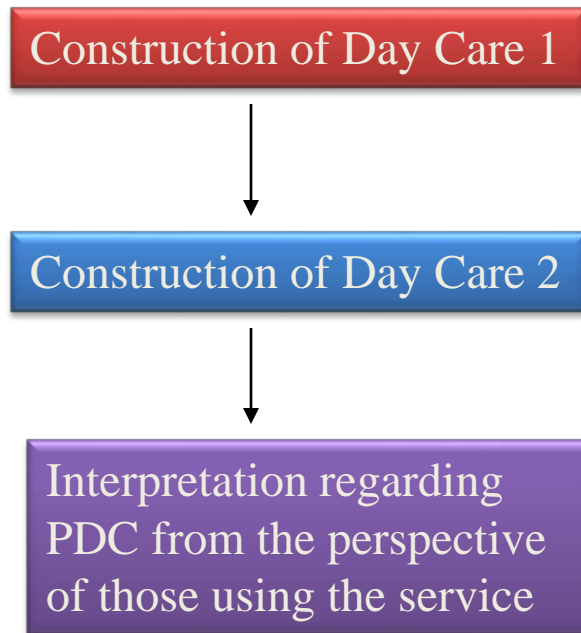 Construction of Day Care 1
Construction of Day Care 2
Interpretation regarding
PDC from the perspective
of those using the service